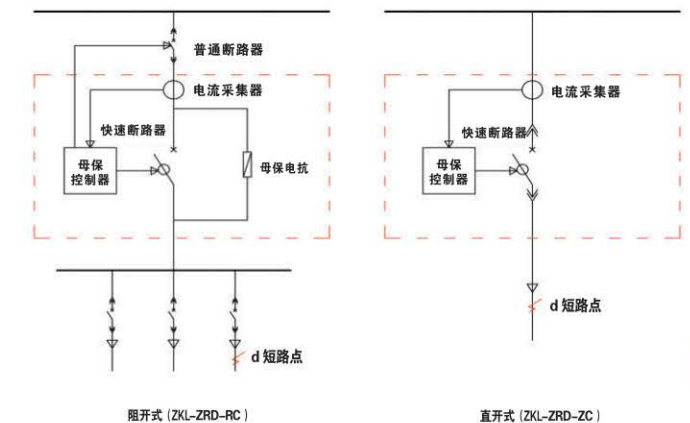 普通断路器
电流采集器
快速断路器
母保
控制器
母保电抗
d 短路点
阻开式 (ZKL-ZRD-RC)
电流采集器
快速断路器
母保
控制器
d 短路点
直开式 (ZKL-ZRD-ZC)